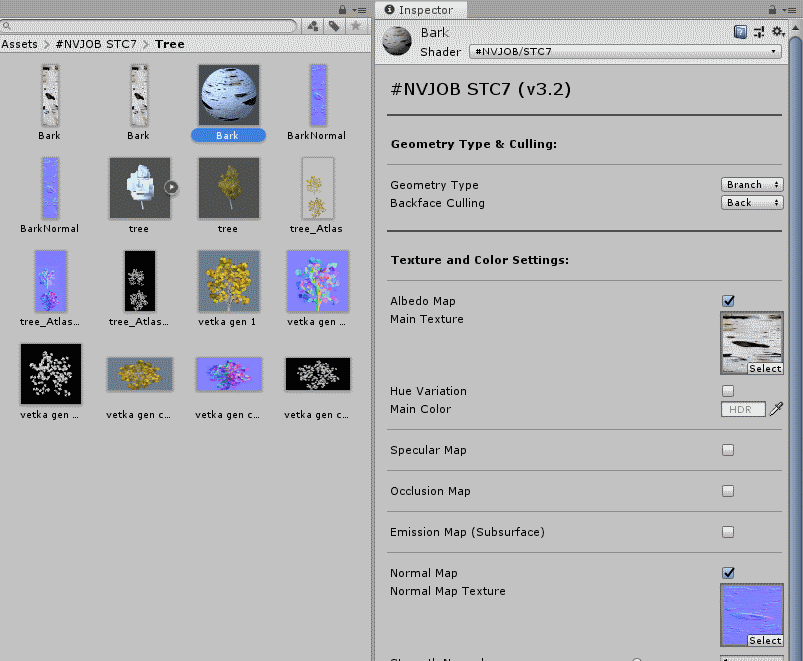 Inspector
Assets > #NVJOB STC7 > Tree
Bark
Bark
Bark
BarkNormal
BarkNormal
tree
tree
tree_Atlas
tree_Atlas...
tree_Atlas...
vetka gen 1
vetka gen ...
vetka gen ...
vetka gen c...
vetka gen c...
vetka gen c...
Bark
Shader #NVJOB/STC7
#NVJOB STC7 (v3.2)
Geometry Type & Culling:
Geometry Type Branch
Backface Culling Back
Texture and Color Settings:
Albedo Map
Main Texture
Select
Hue Variation
Main Color HDR
Specular Map
Occlusion Map
Emission Map (Subsurface)
Normal Map
Normal Map Texture
Select